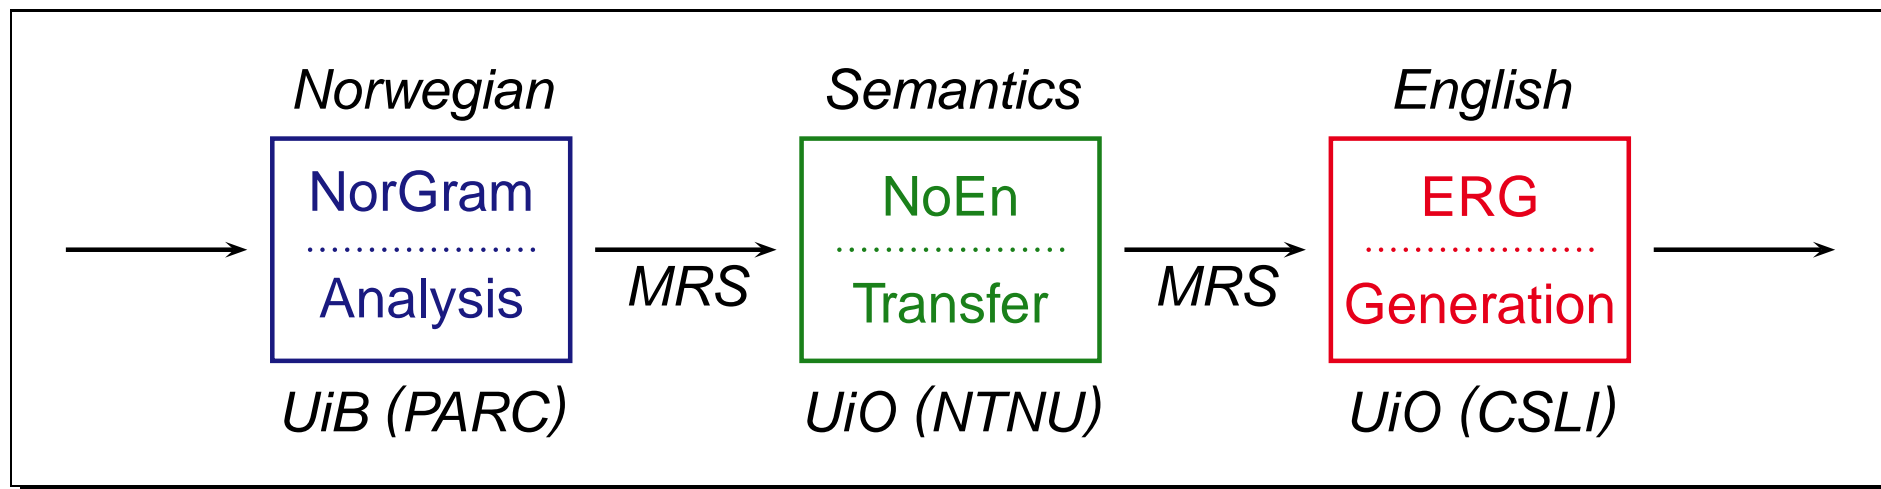 Norwegian Semantics English
NorGram NoEn ERG
Analysis MRS Transfer MRS Generation
UiB (PARC) UiO (NTNU) UiO (CSLI)